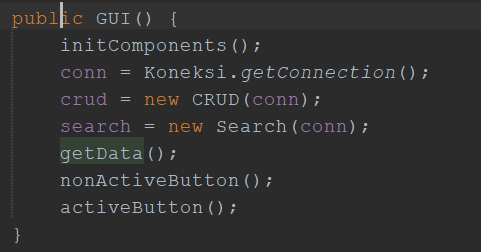 public GUI() {
    initComponents();
    conn = Koneksi.getConnection();
    crud = new CRUD(conn);
    search = new Search(conn);
    getData();
    nonActiveButton();
    activeButton();
}